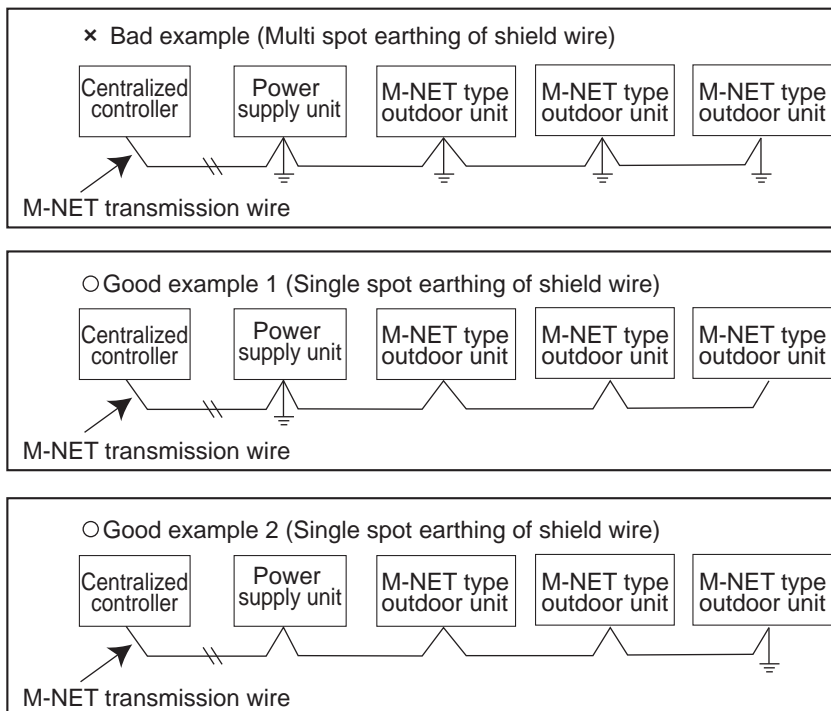 × Bad example (Multi spot earthing of shield wire)
Centralized
controller
Power
supply unit
M-NET type
outdoor unit
M-NET type
outdoor unit
M-NET type
outdoor unit
M-NET transmission wire
○Good example 1 (Single spot earthing of shield wire)
Centralized
controller
Power
supply unit
M-NET type
outdoor unit
M-NET type
outdoor unit
M-NET type
outdoor unit
M-NET transmission wire
○Good example 2 (Single spot earthing of shield wire)
Centralized
controller
Power
supply unit
M-NET type
outdoor unit
M-NET type
outdoor unit
M-NET type
outdoor unit
M-NET transmission wire